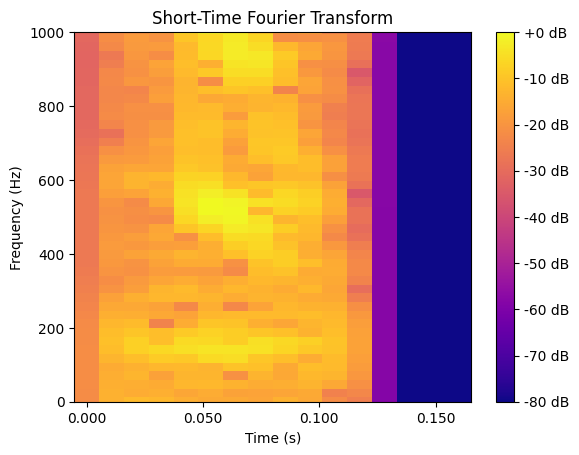 Short-Time Fourier Transform
1000
800
600
400
200
0
Frequency (Hz)
0.000
0.050
0.100
0.150
Time (s)
+0 dB
-10 dB
-20 dB
-30 dB
-40 dB
-50 dB
-60 dB
-70 dB
-80 dB